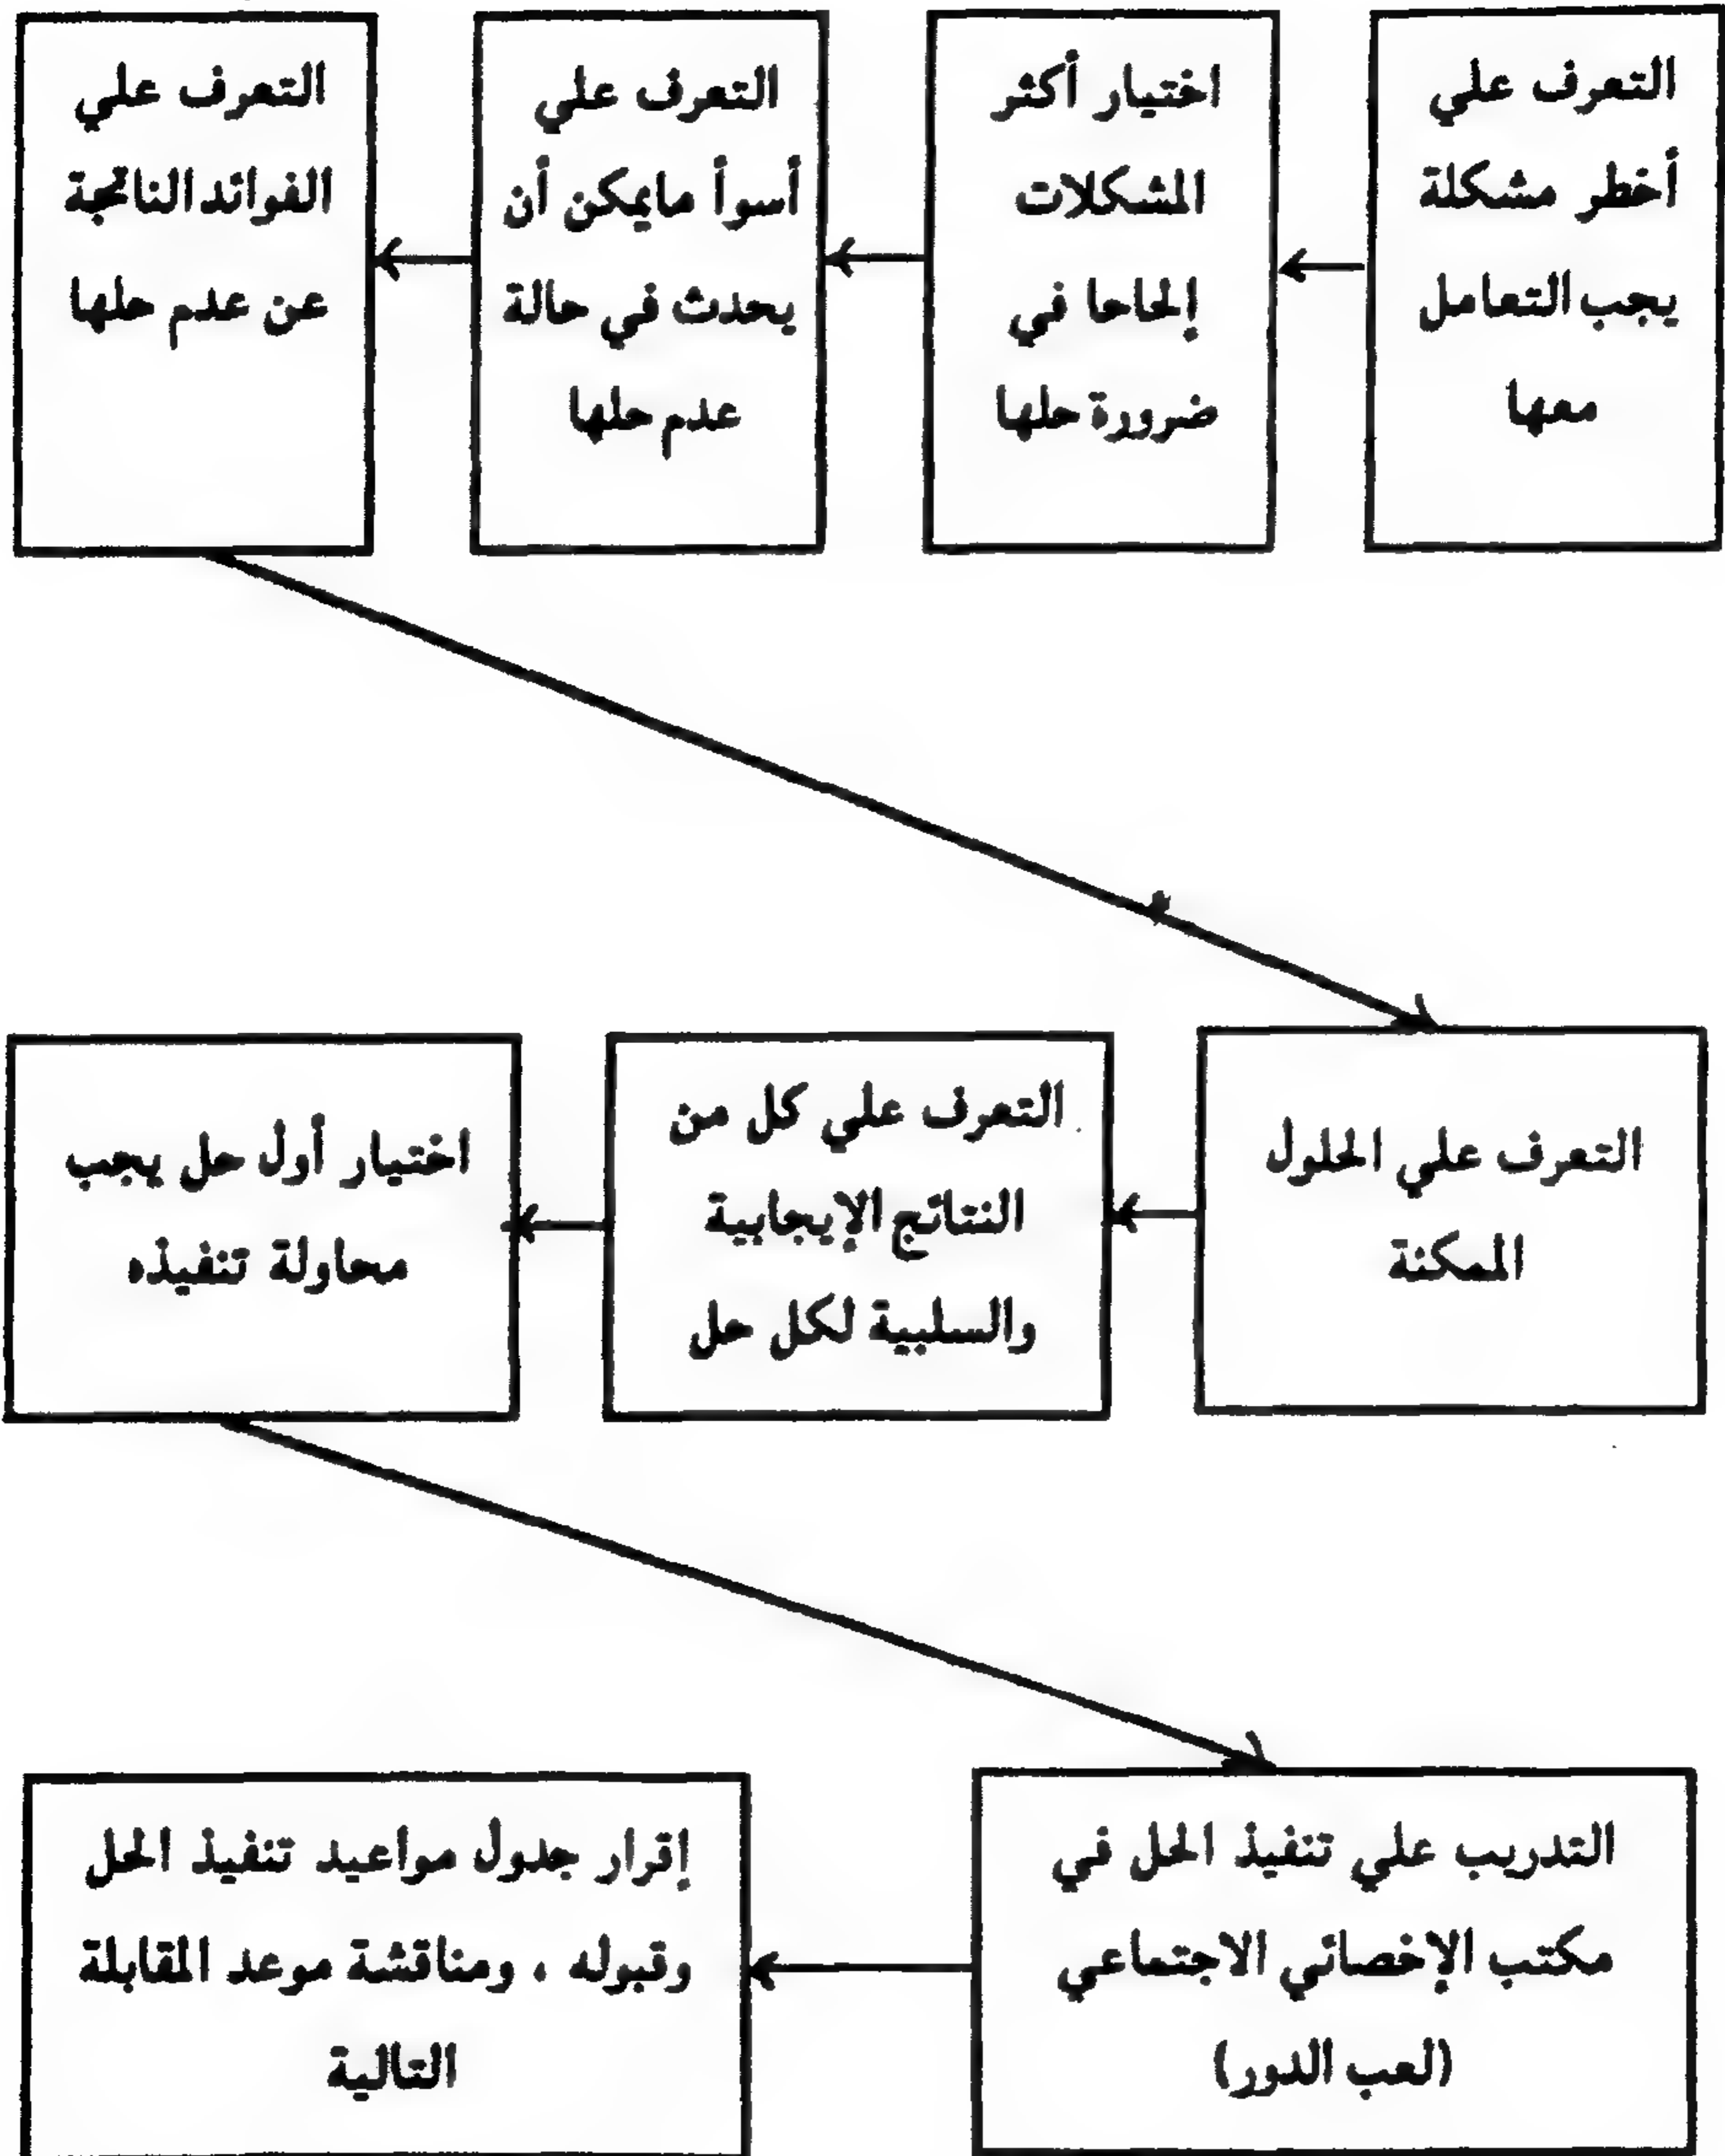 التعرف علي
أخطر مشكلة
يجب التعامل
معها
اختيار أكثر
المشكلات
إلحاحا في
ضرورة حلها
التعرف علي
أسوأ مايمكن أن
يحدث في حالة
عدم حلها
التعرف علي
الفوائد الناتجة
عن عدم حلها
التعرف علي الحلول
الممكنة
التعرف علي كل من
النتائج الإيجابية
والسلبية لكل حل
اختيار أول حل يجب
محاولة تنفيذه
التدريب علي تنفيذ الحل في
مكتب الإخصائي الاجتماعي
(لعب الدور)
إقرار جدول مواعيد تنفيذ الحل
وقبوله ، ومناقشة موعد المقابلة
التالية